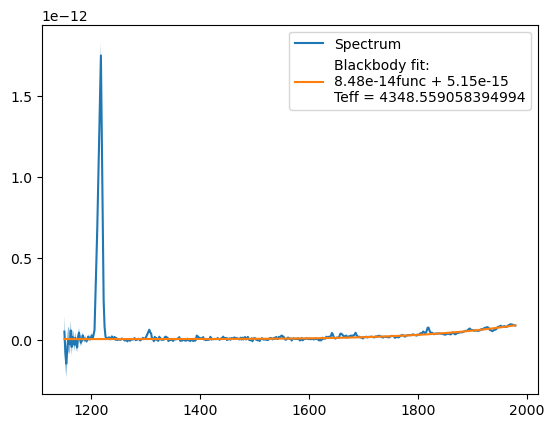 1e−12
Spectrum
Blackbody fit:
8.48e-14func + 5.15e-15
Teff = 4348.559058394994
1.5
1.0
0.5
0.0
1200
1400
1600
1800
2000